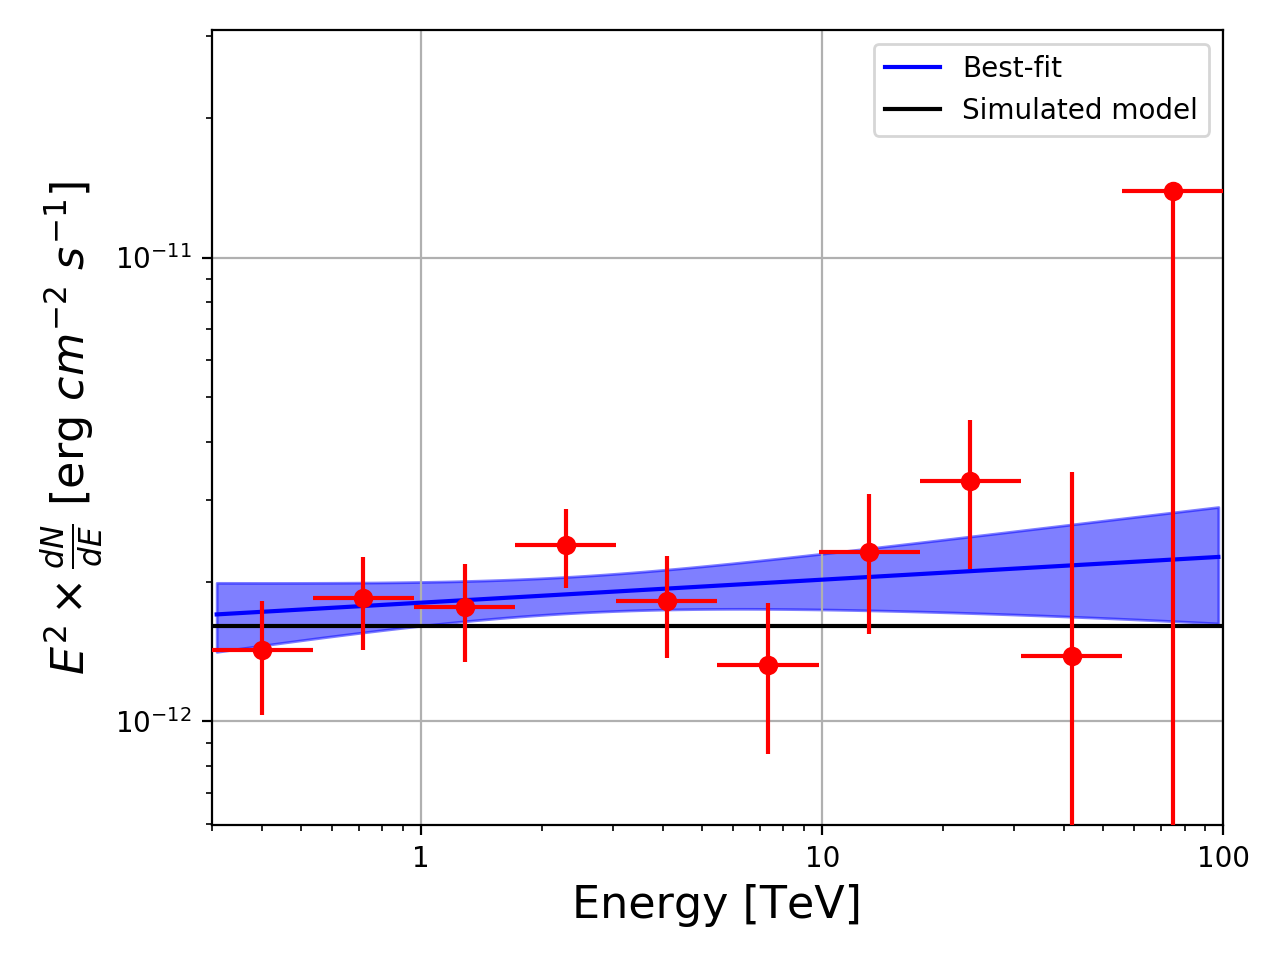 Best-fit
Simulated model
10⁻¹¹
10⁻¹²
E² × dN/dE [erg cm⁻² s⁻¹]
1 10 100
Energy [TeV]